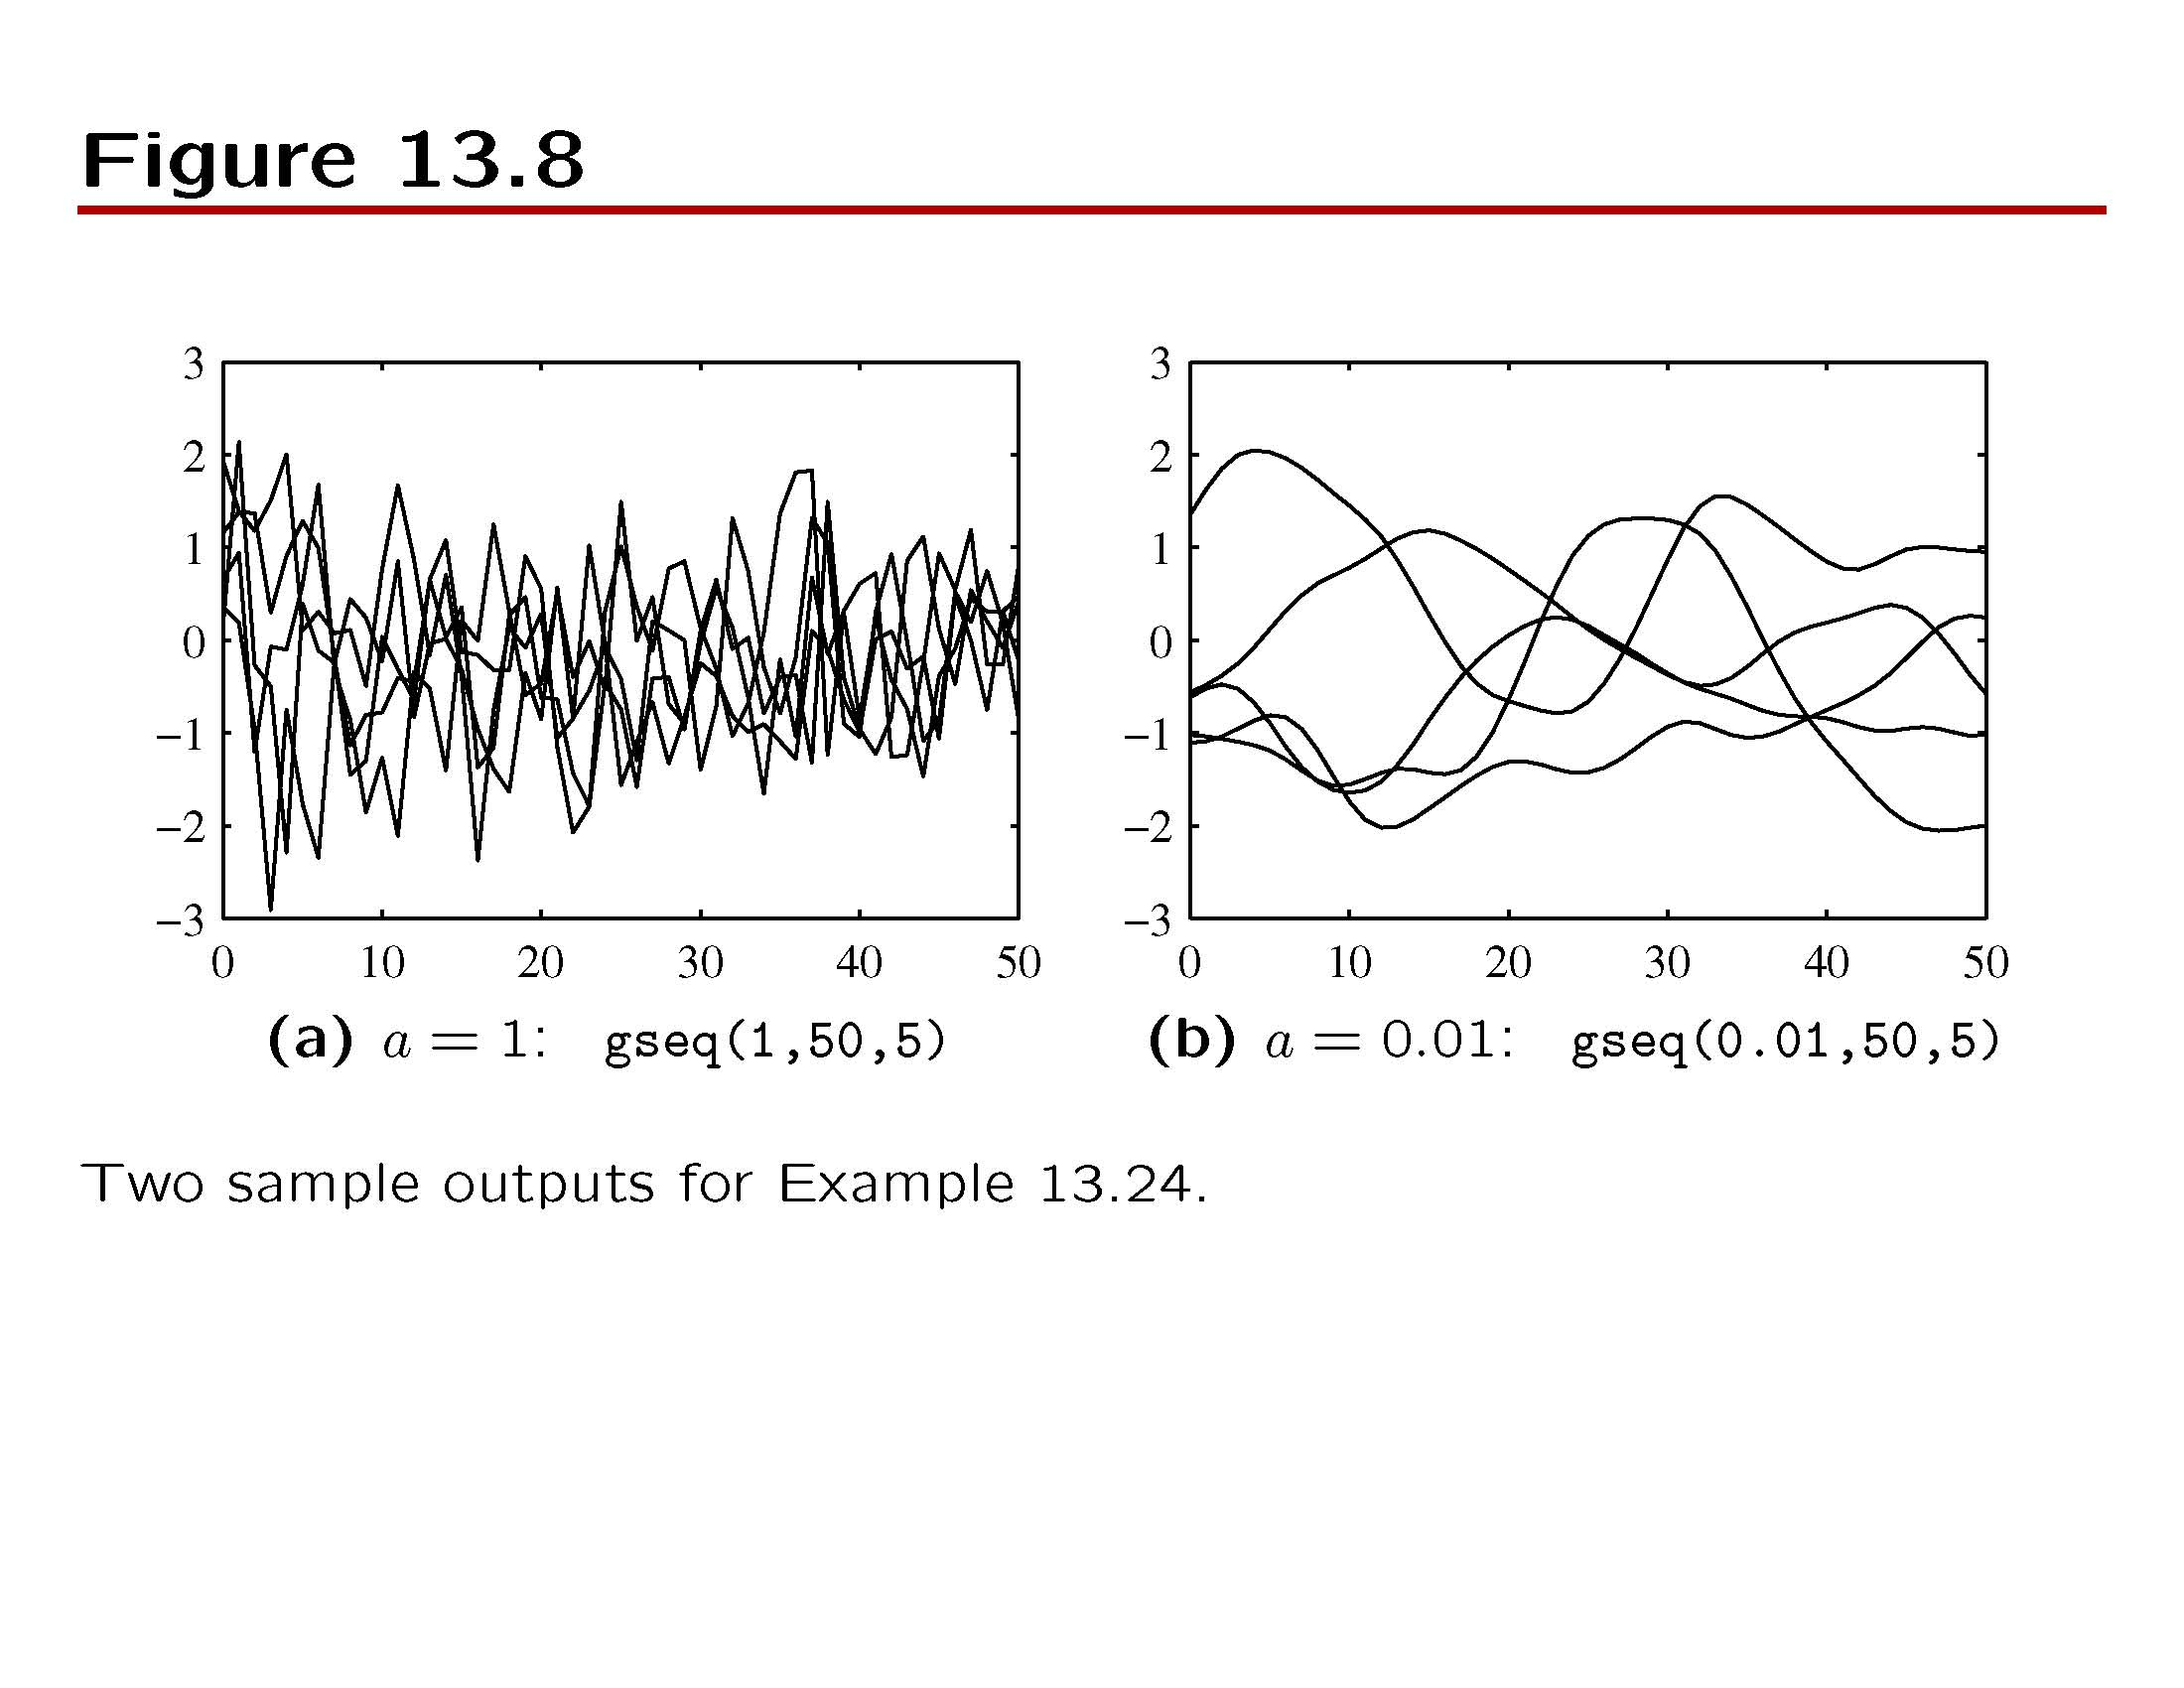 Figure 13.8
3
2
1
0
−1
−2
−3
0 10 20 30 40 50
(a) a = 1: gseq(1,50,5)
3
2
1
0
−1
−2
−3
0 10 20 30 40 50
(b) a = 0.01: gseq(0.01,50,5)
Two sample outputs for Example 13.24.